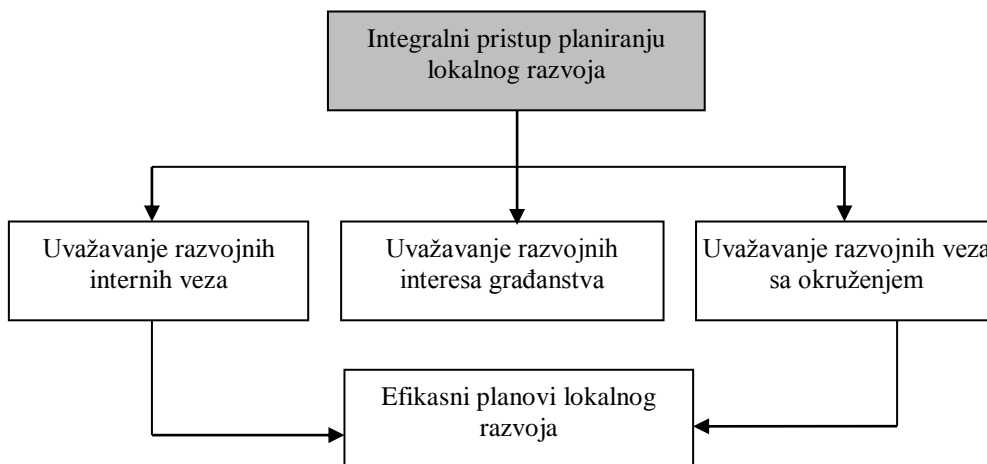 Integralni pristup planiranju
lokalnog razvoja
Uvažavanje razvojnih
internih veza
Uvažavanje razvojnih
interesa građanstva
Uvažavanje razvojnih veza
sa okruženjem
Efikasni planovi lokalnog
razvoja